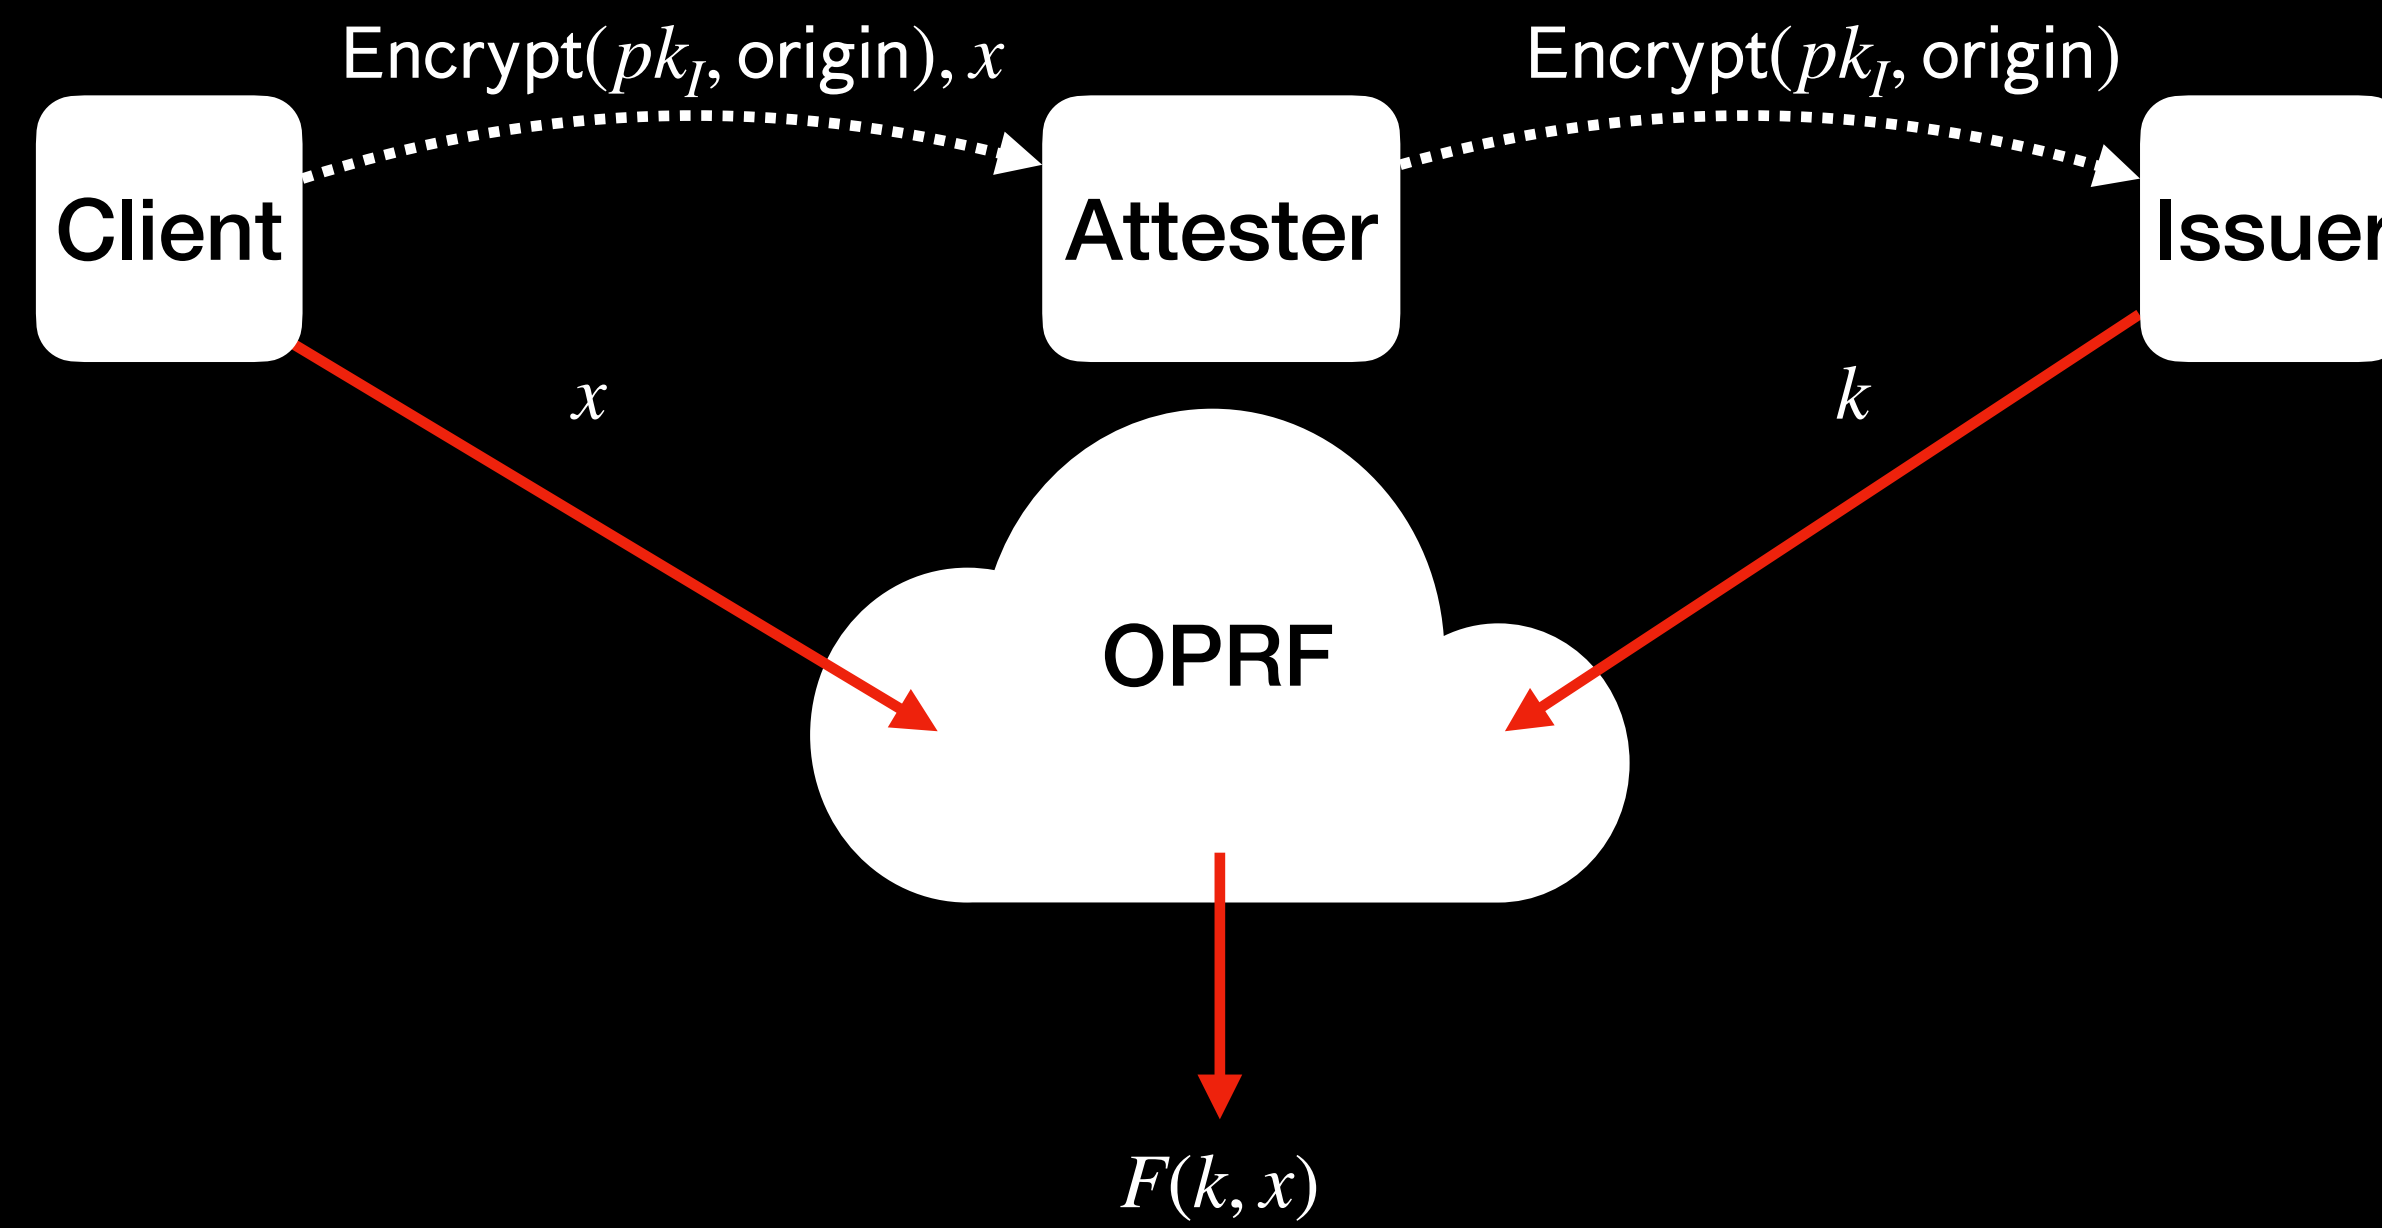 Encrypt(pk_I, origin), x
Encrypt(pk_I, origin)
Client
Attester
Issuer
x
k
OPRF
F(k, x)